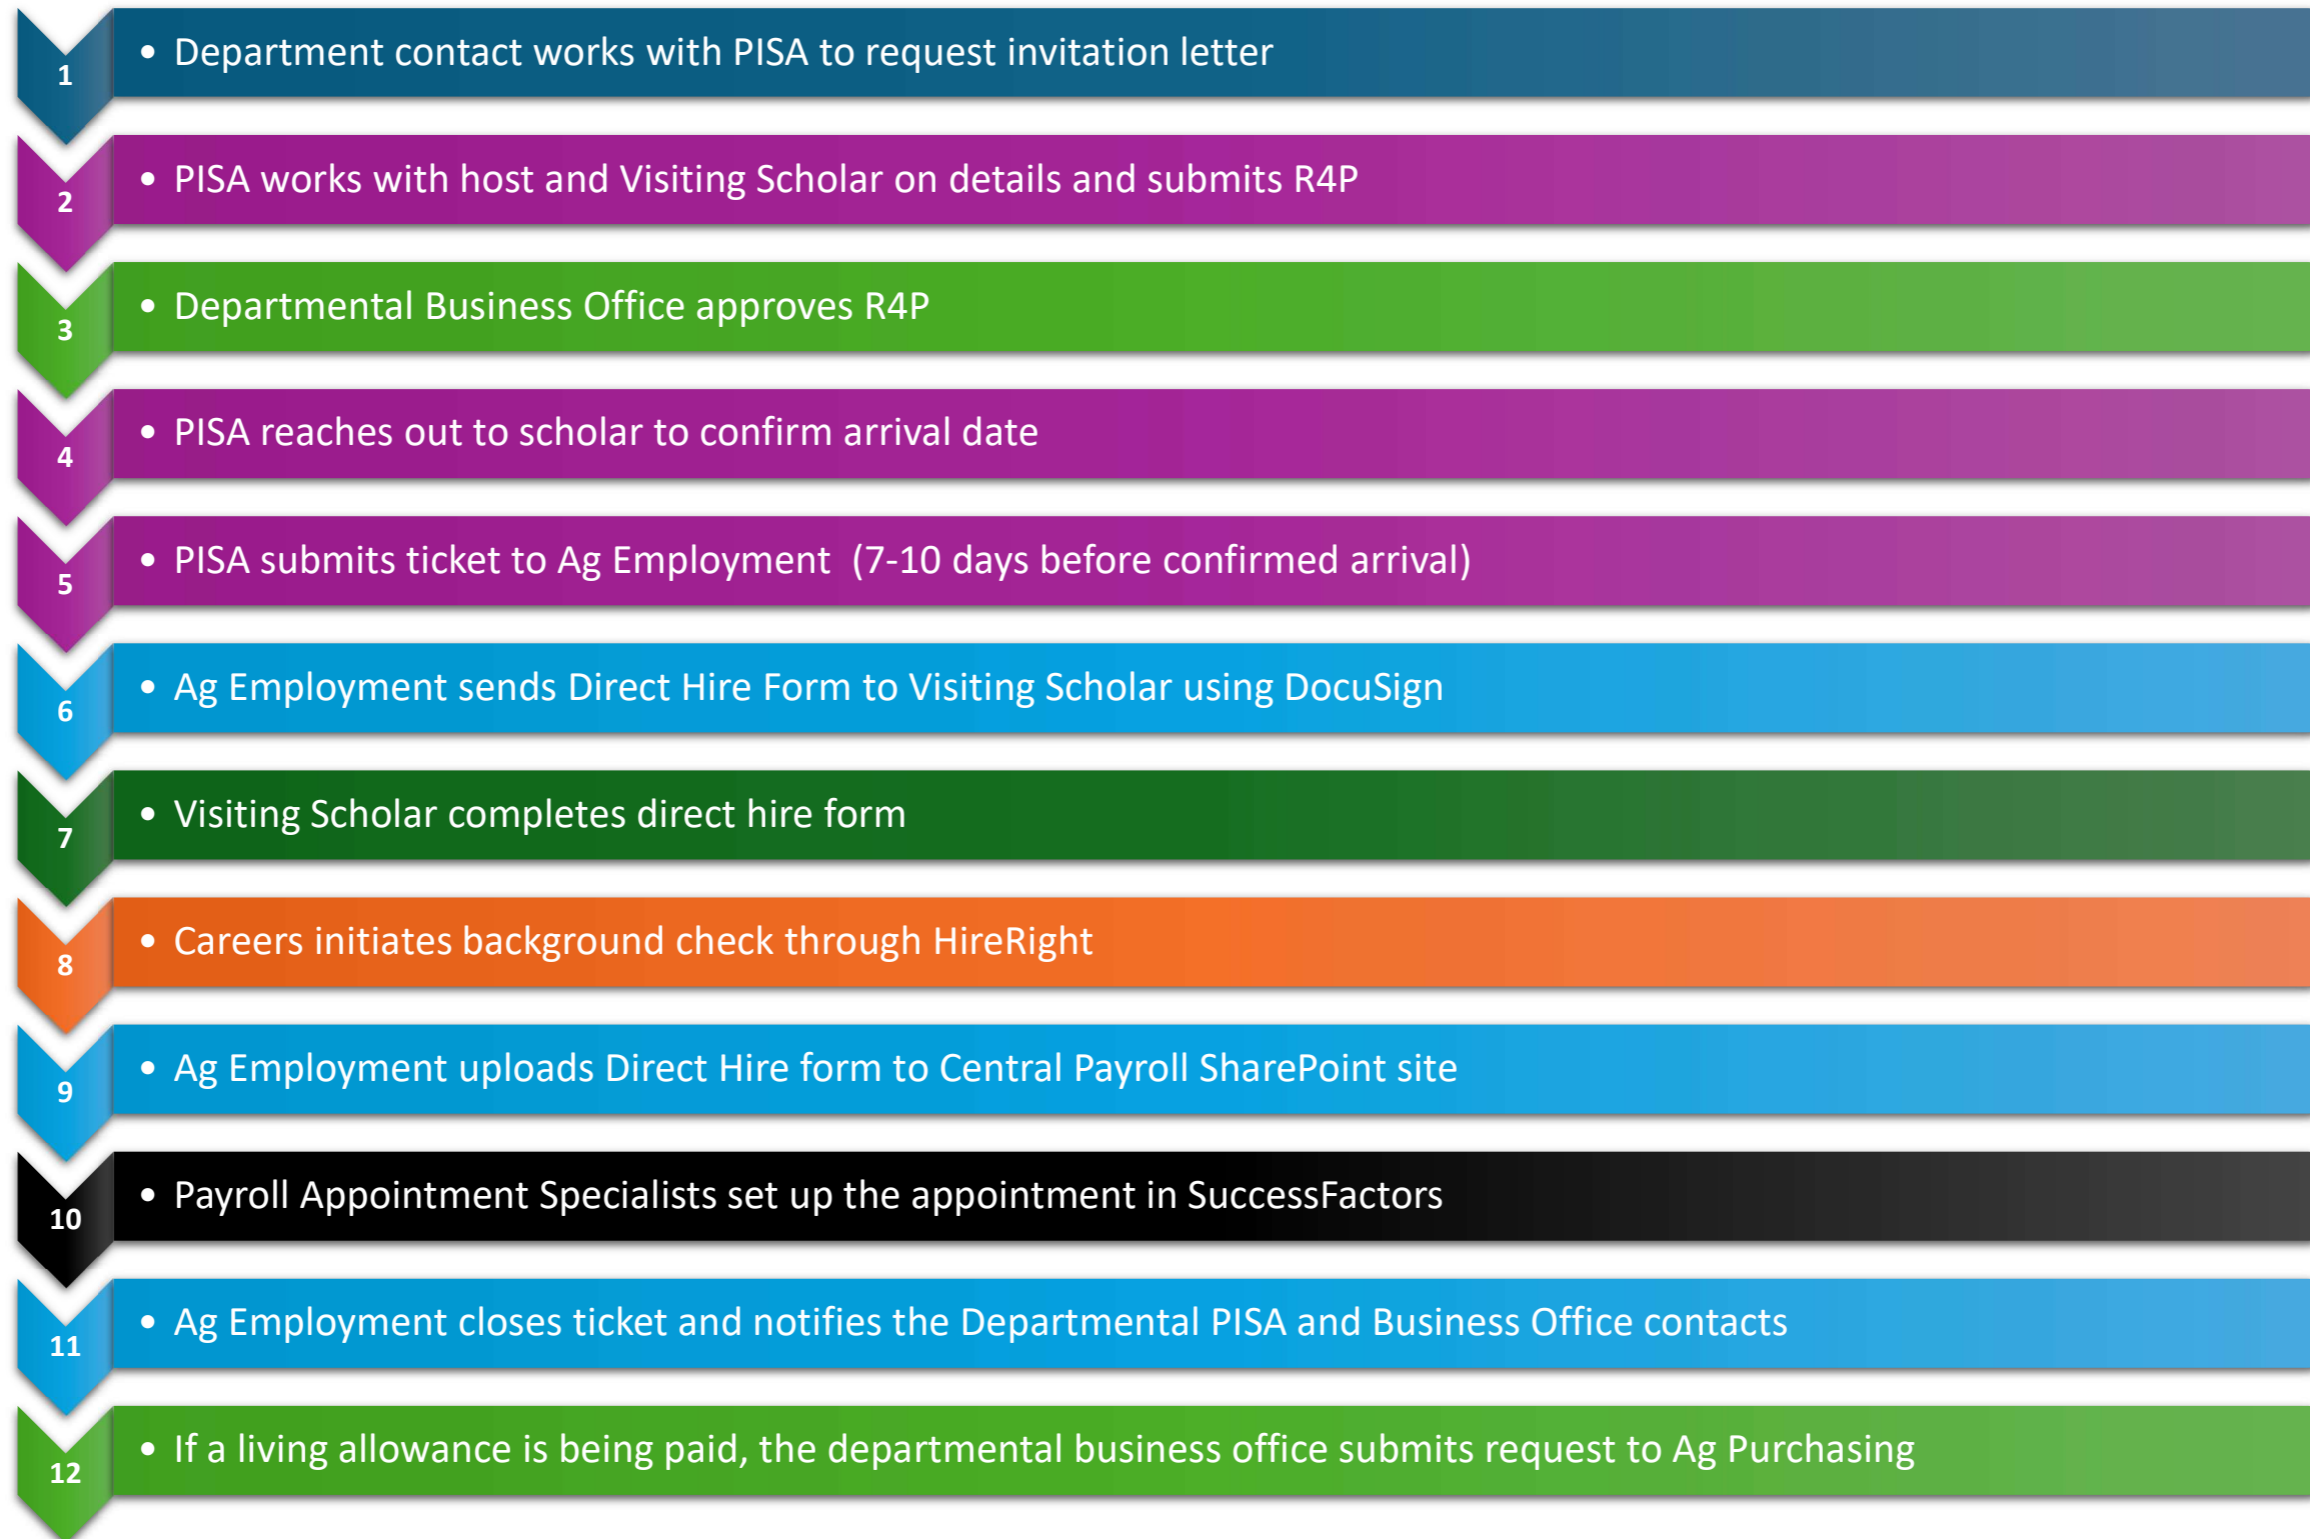 1
• Department contact works with PISA to request invitation letter
2
• PISA works with host and Visiting Scholar on details and submits R4P
3
• Departmental Business Office approves R4P
4
• PISA reaches out to scholar to confirm arrival date
5
• PISA submits ticket to Ag Employment  (7-10 days before confirmed arrival)
6
• Ag Employment sends Direct Hire Form to Visiting Scholar using DocuSign
7
• Visiting Scholar completes direct hire form
8
• Careers initiates background check through HireRight
9
• Ag Employment uploads Direct Hire form to Central Payroll SharePoint site
10
• Payroll Appointment Specialists set up the appointment in SuccessFactors
11
• Ag Employment closes ticket and notifies the Departmental PISA and Business Office contacts
12
• If a living allowance is being paid, the departmental business office submits request to Ag Purchasing